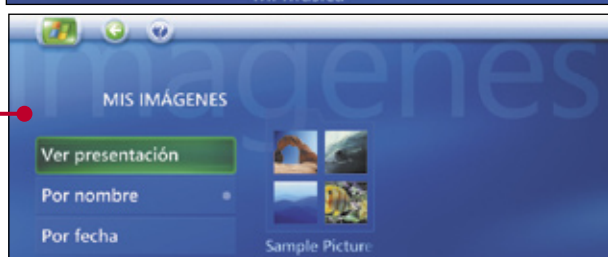 imágenes
MIS IMÁGENES
Ver presentación
Por nombre
Por fecha
Sample Picture